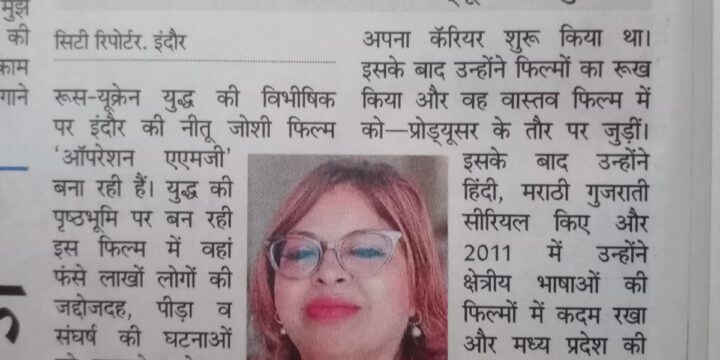 मुझे
की
काम
गाने
सिटी रिपोर्टर. इंदौर
रूस-यूक्रेन युद्ध की विभीषिक
पर इंदौर की नीतू जोशी फिल्म
‘ऑपरेशन एएमजी’
बना रही हैं। युद्ध की
पृष्ठभूमि पर बन रही
इस फिल्म में वहां
फंसे लाखों लोगों की
जद्दोजदह, पीड़ा व
संघर्ष की घटनाओं
अपना कॅरियर शुरू किया था।
इसके बाद उन्होंने फिल्मों का रूख
किया और वह वास्तव फिल्म में
को—प्रोड्यूसर के तौर पर जुड़ीं।
इसके बाद उन्होंने
हिंदी, मराठी गुजराती
सीरियल किए और
2011 में उन्होंने
क्षेत्रीय भाषाओं की
फिल्मों में कदम रखा
और मध्य प्रदेश की